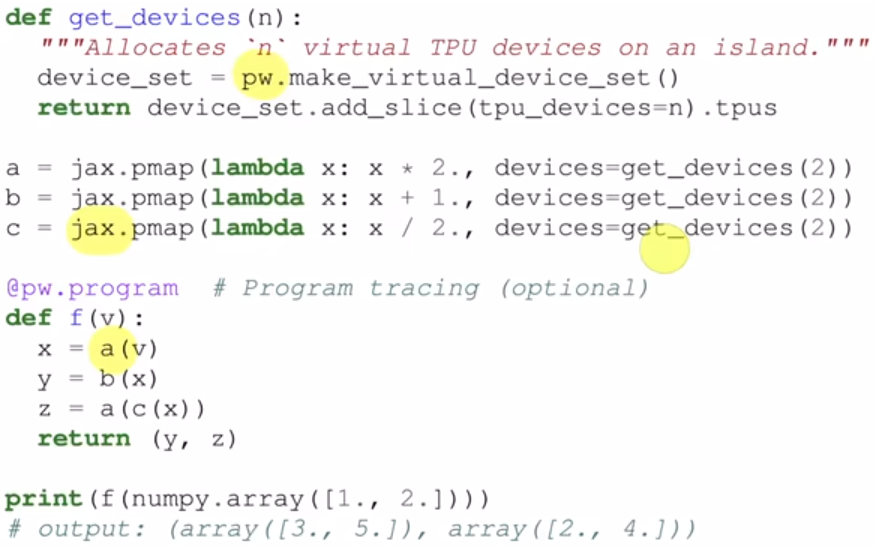 def get_devices(n):
  """Allocates `n` virtual TPU devices on an island."""
  device_set = pw.make_virtual_device_set()
  return device_set.add_slice(tpu_devices=n).tpus
a = jax.pmap(lambda x: x * 2., devices=get_devices(2))
b = jax.pmap(lambda x: x + 1., devices=get_devices(2))
c = jax.pmap(lambda x: x / 2., devices=get_devices(2))
@pw.program  # Program tracing (optional)
def f(v):
  x = a(v)
  y = b(x)
  z = a(c(x))
  return (y, z)
print(f(numpy.array([1., 2.])))
# output: (array([3., 5.]), array([2., 4.]))